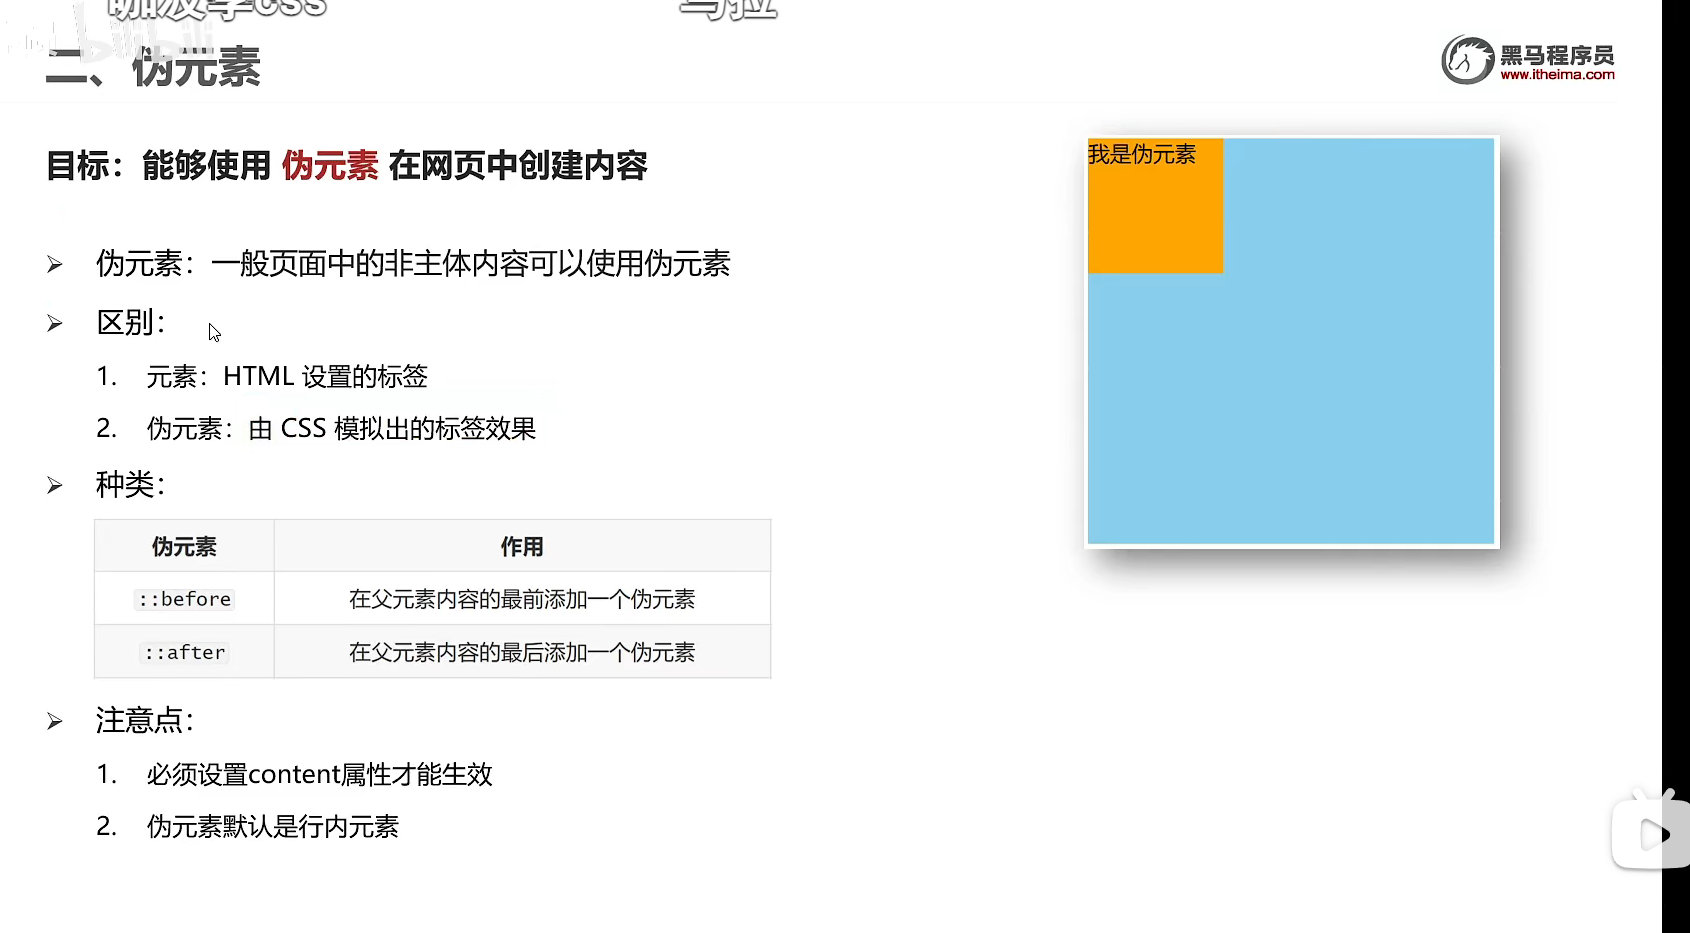 二、伪元素
黑马程序员
www.itheima.com
目标：能够使用 伪元素 在网页中创建内容
我是伪元素
➢ 伪元素：一般页面中的非主体内容可以使用伪元素
➢ 区别：
1. 元素：HTML 设置的标签
2. 伪元素：由 CSS 模拟出的标签效果
➢ 种类：
伪元素 作用
::before 在父元素内容的最前添加一个伪元素
::after 在父元素内容的最后添加一个伪元素
➢ 注意点：
1. 必须设置content属性才能生效
2. 伪元素默认是行内元素